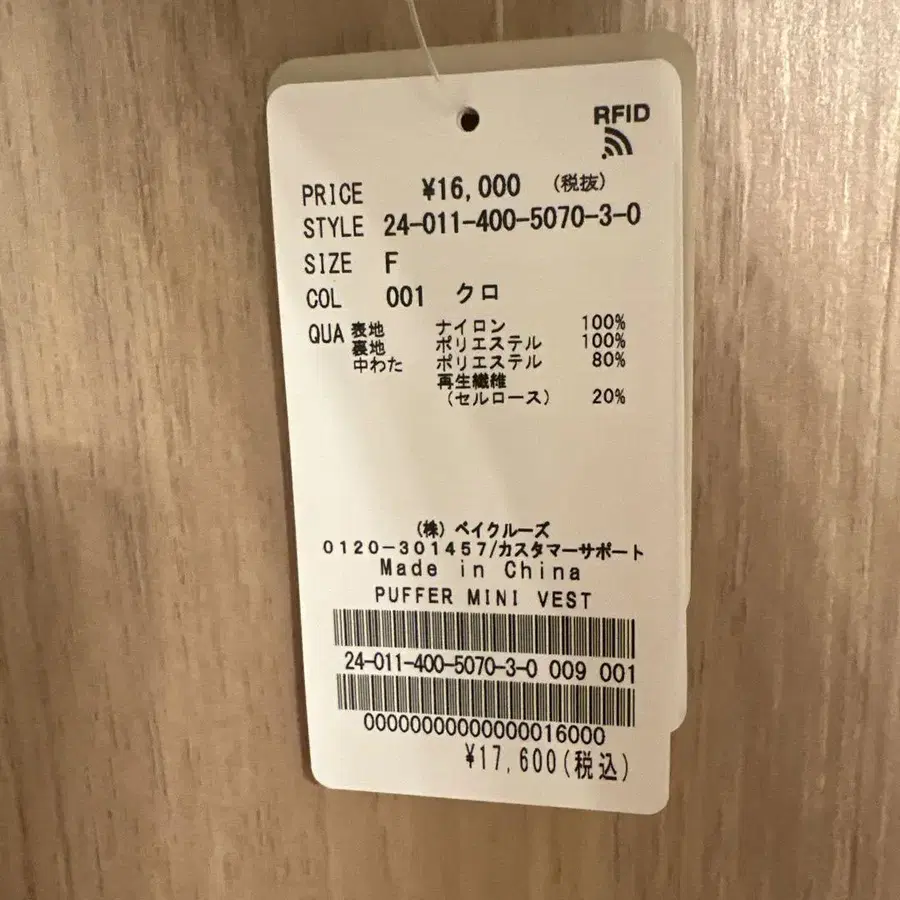 RFID
PRICE ¥16,000 (税抜)
STYLE 24-011-400-5070-3-0
SIZE F
COL 001 クロ
QUA 表地 ナイロン 100%
裏地 ポリエステル 100%
中わた ポリエステル 80%
再生繊維
(セルロース) 20%
(株) ベイクルーズ
0120-301457/カスタマーサポート
Made in China
PUFFER MINI VEST
24-011-400-5070-3-0 009 001
00000000000000016000
¥17,600(税込)